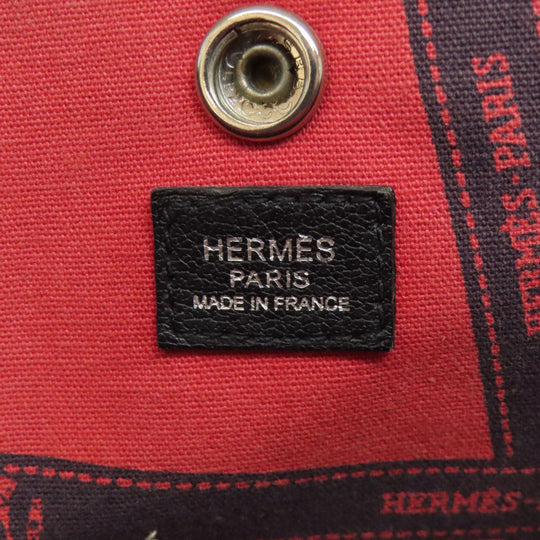 HERMÈS
PARIS
MADE IN FRANCE
HERMÈS-PARIS
HERMÈS-